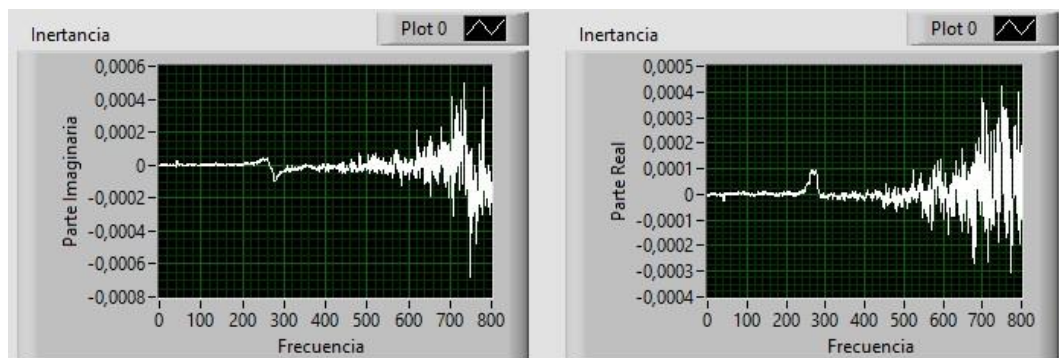 Plot 0
Inertancia
0,0006
0,0004
0,0002
0
-0,0002
-0,0004
-0,0006
-0,0008
Parte Imaginaria
0 100 200 300 400 500 600 700 800
Frecuencia
Plot 0
Inertancia
0,0005
0,0004
0,0003
0,0002
0,0001
0
-0,0001
-0,0002
-0,0003
-0,0004
Parte Real
0 100 200 300 400 500 600 700 800
Frecuencia